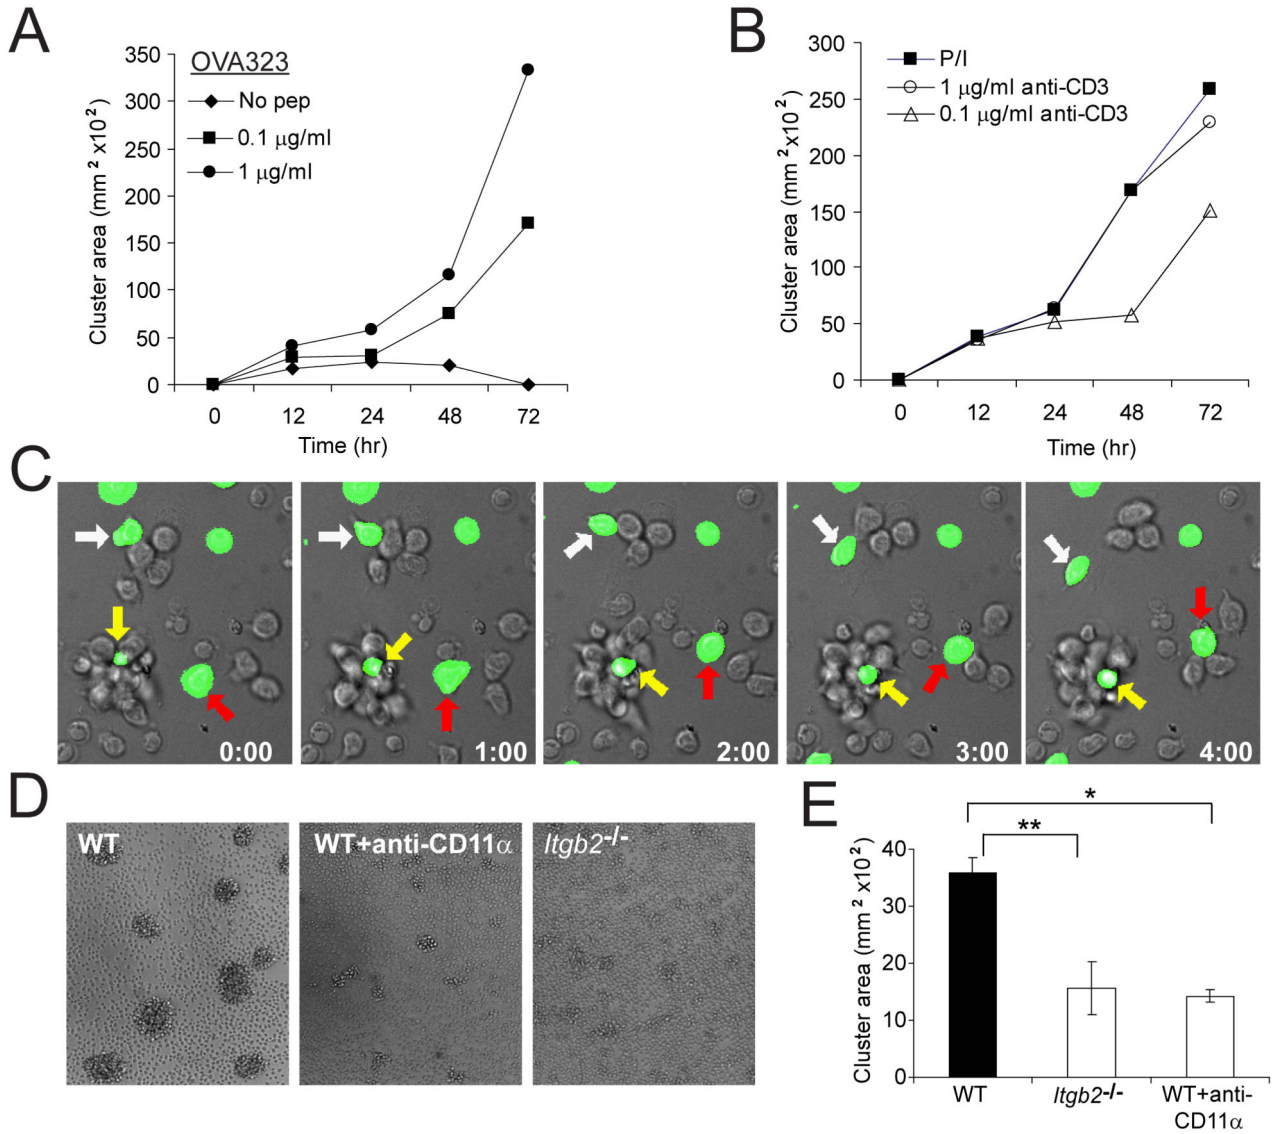 A
OVA323
No pep
0.1 µg/ml
1 µg/ml
Cluster area (mm² x10²)
350
300
250
200
150
100
50
0
0 12 24 48 72
Time (hr)
B
P/I
1 µg/ml anti-CD3
0.1 µg/ml anti-CD3
Cluster area (mm² x10²)
300
250
200
150
100
50
0
0 12 24 48 72
Time (hr)
C
0:00 1:00 2:00 3:00 4:00
D
WT WT+anti-CD11α Itgb2-/-
E
*
**
Cluster area (mm² x10²)
40
30
20
10
0
WT Itgb2-/- WT+anti-
CD11α